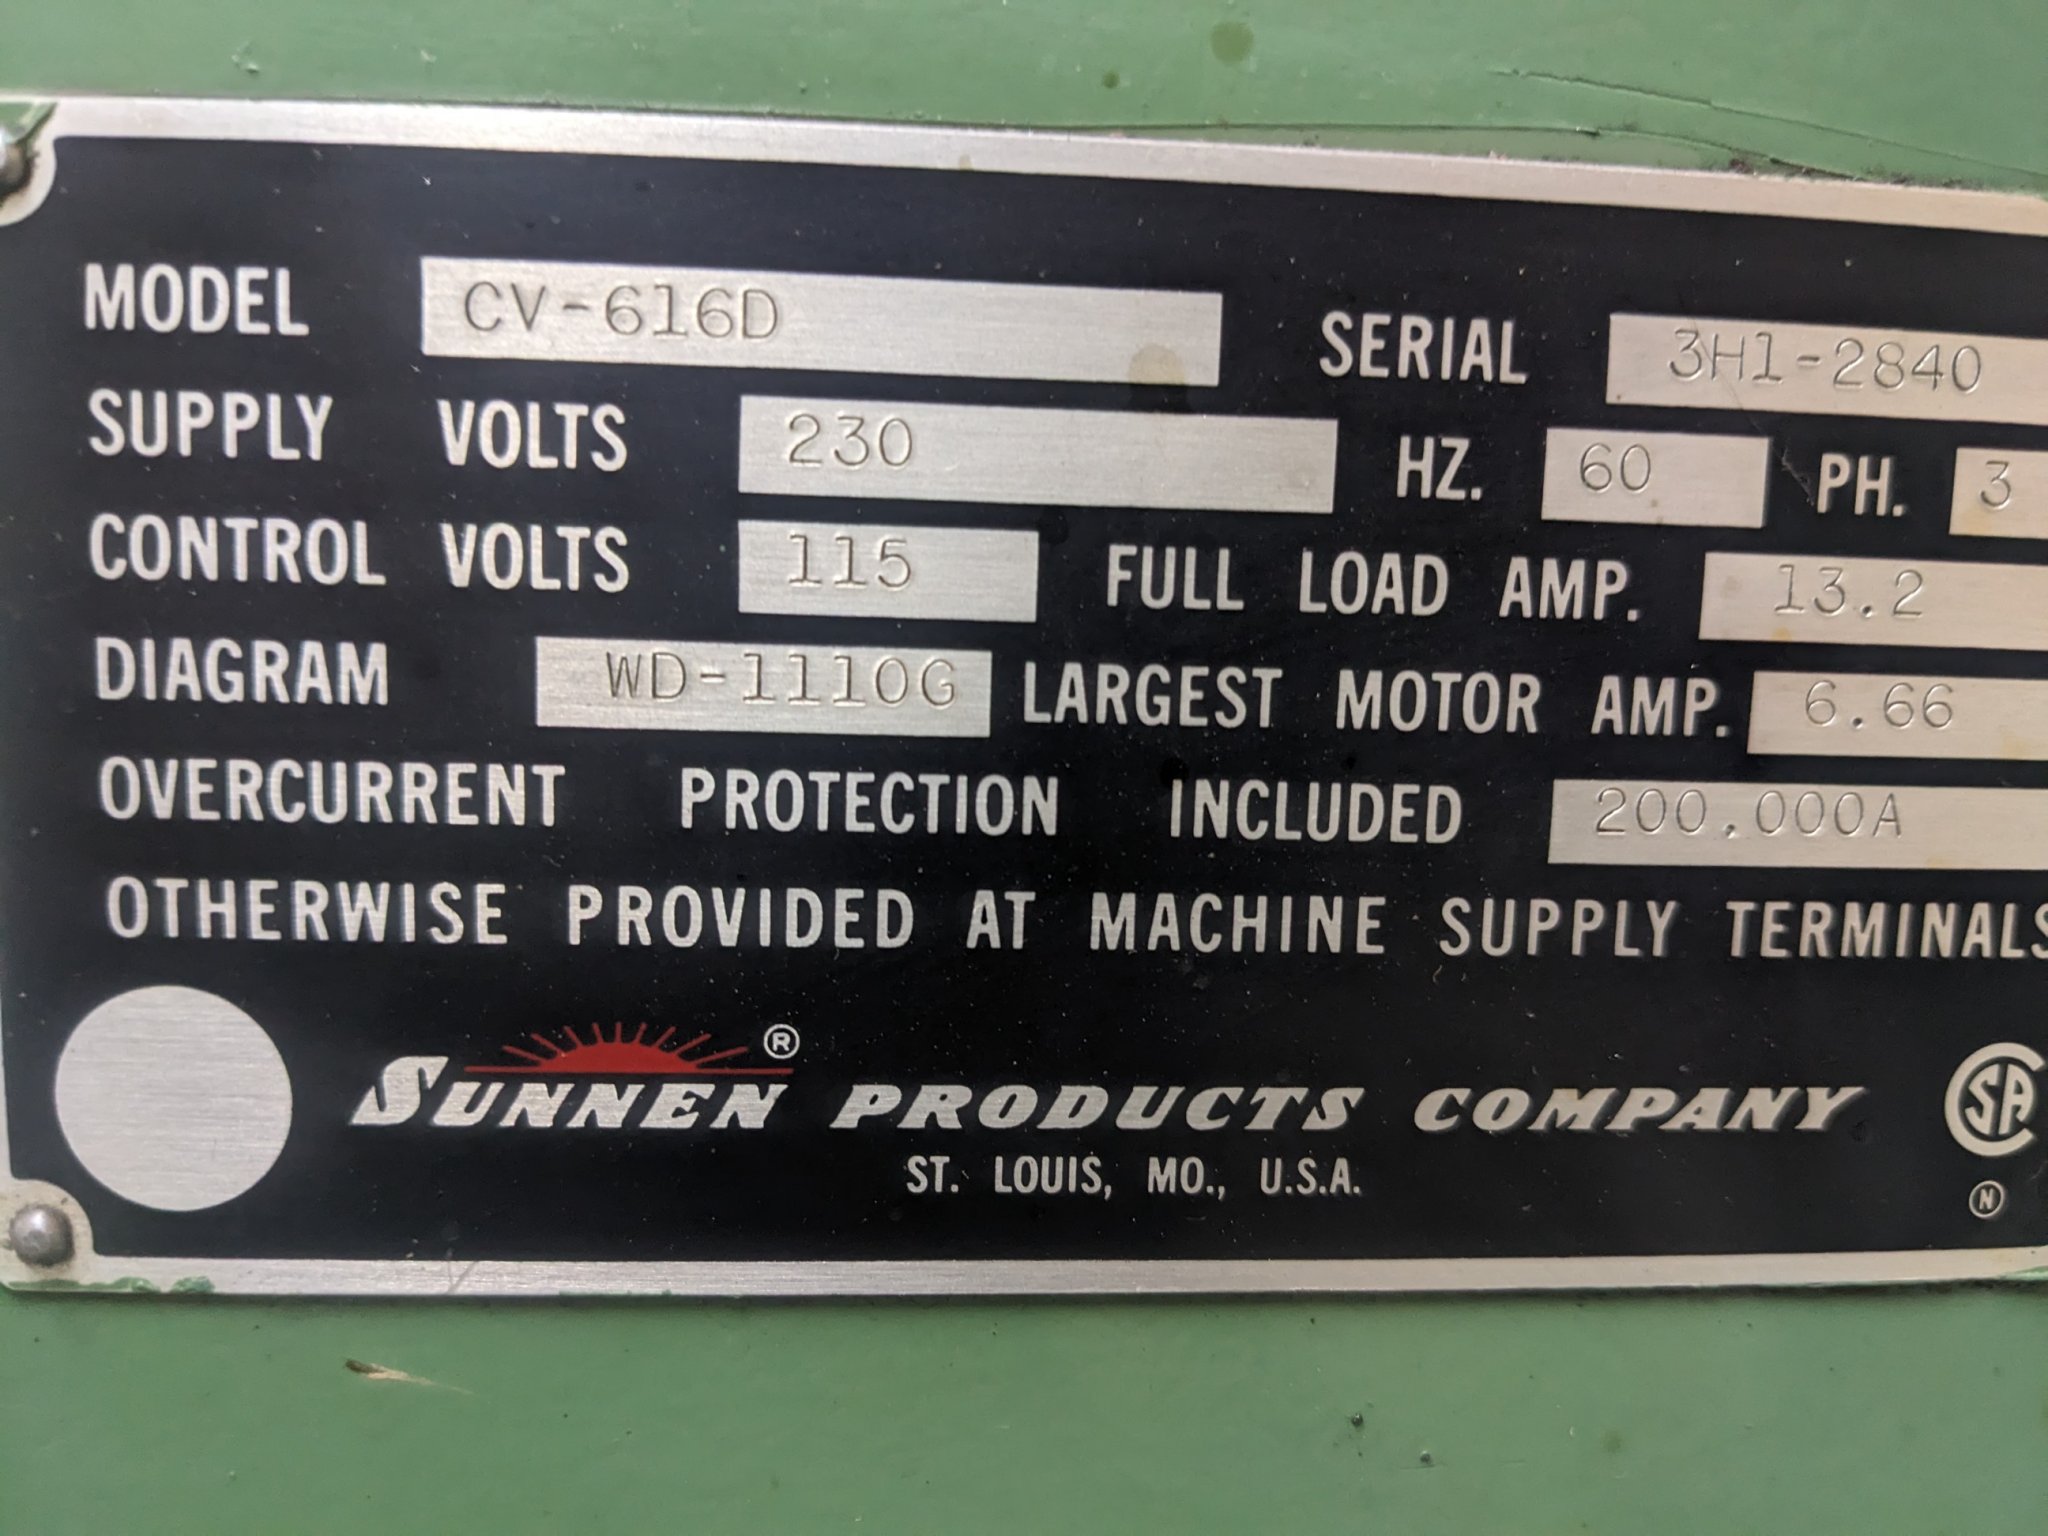 MODEL CV-616D SERIAL 3H1-2840
SUPPLY VOLTS 230 HZ. 60 PH. 3
CONTROL VOLTS 115 FULL LOAD AMP. 13.2
DIAGRAM WD-1110G LARGEST MOTOR AMP. 6.66
OVERCURRENT PROTECTION INCLUDED 200.000A
OTHERWISE PROVIDED AT MACHINE SUPPLY TERMINALS
SUNNEN® PRODUCTS COMPANY CSA
ST. LOUIS, MO., U.S.A. N